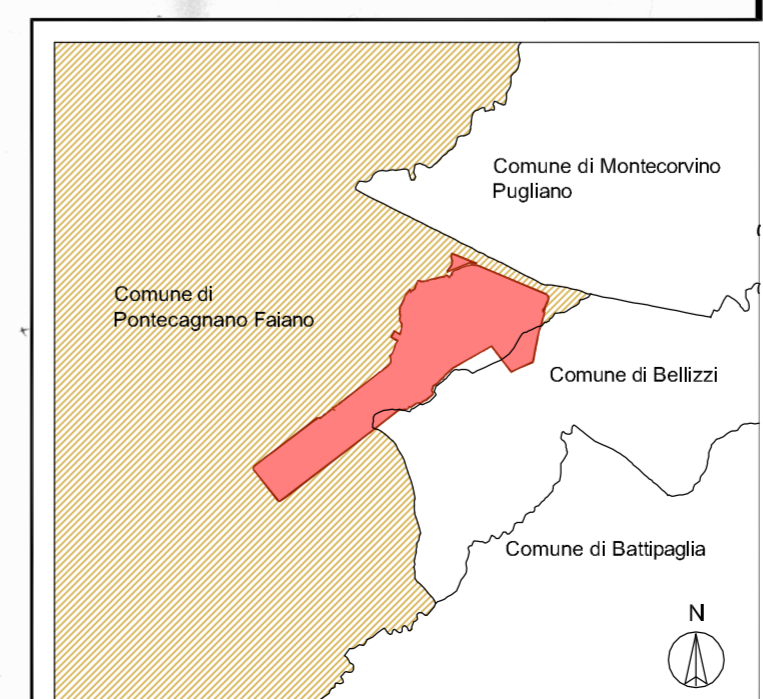 Comune di Montecorvino
Pugliano
Comune di
Pontecagnano Faiano
Comune di Bellizzi
Comune di Battipaglia
N